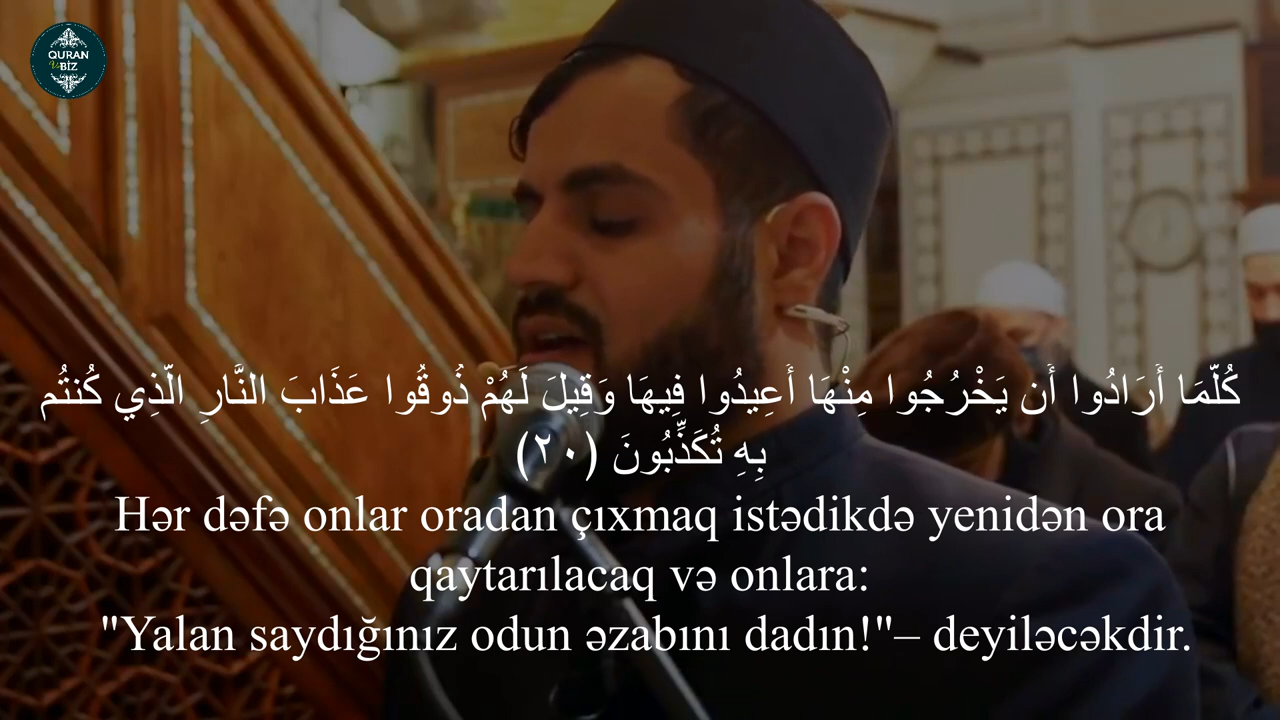 QURAN
Və BİZ
كُلَّمَا أَرَادُوا أَن يَخْرُجُوا مِنْهَا أُعِيدُوا فِيهَا وَقِيلَ لَهُمْ ذُوقُوا عَذَابَ النَّارِ الَّذِي كُنتُم
بِهِ تُكَذِّبُونَ (٢٠)
Hər dəfə onlar oradan çıxmaq istədikdə yenidən ora
qaytarılacaq və onlara:
"Yalan saydığınız odun əzabını dadın!"– deyiləcəkdir.